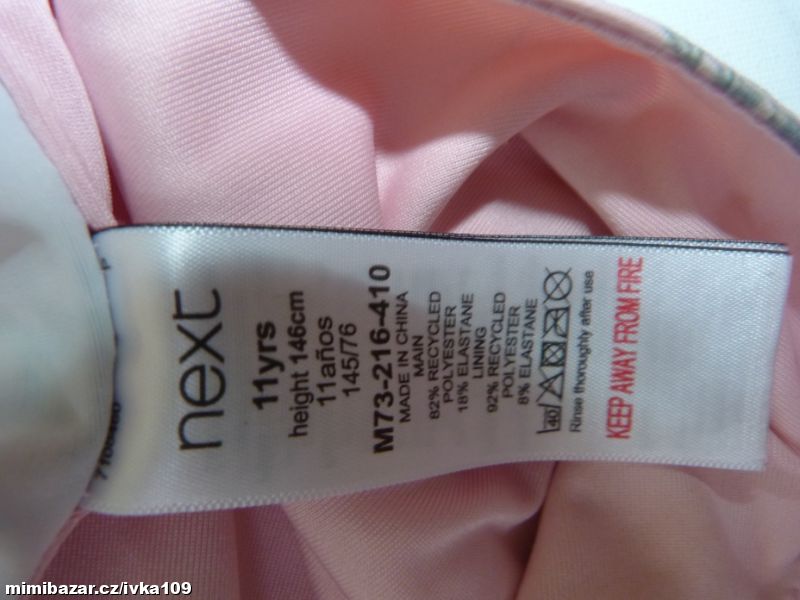 next
11yrs
height 146cm
11años
145/76
M73-216-410
MADE IN CHINA
MAIN
82% RECYCLED
POLYESTER
18% ELASTANE
LINING
92% RECYCLED
POLYESTER
8% ELASTANE
40
Rinse thoroughly after use
KEEP AWAY FROM FIRE
mimibazar.cz/ivka109